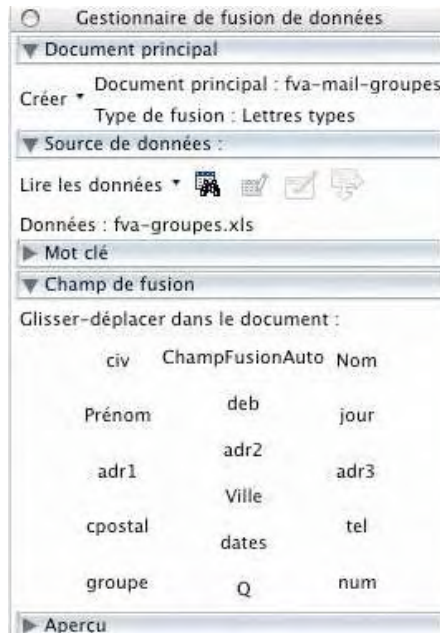 Gestionnaire de fusion de données
Document principal
Créer
Document principal : fva-mail-groupes
Type de fusion : Lettres types
Source de données :
Lire les données
Données : fva-groupes.xls
Mot clé
Champ de fusion
Glisser-déplacer dans le document :
civ ChampFusionAuto Nom
Prénom deb jour
adr1 adr2 adr3
Ville
cpostal dates tel
groupe Q num
Aperçu